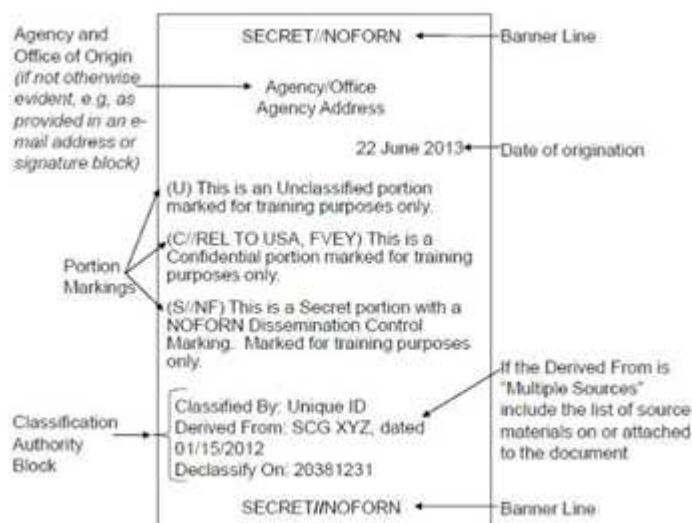 Agency and
Office of Origin
(if not otherwise
evident, e.g, as
provided in an e-
mail address or
signature block)
SECRET//NOFORN
Banner Line
Agency/Office
Agency Address
22 June 2013
Date of origination
(U) This is an Unclassified portion
marked for training purposes only.
(C//REL TO USA, FVEY) This is a
Confidential portion marked for training
purposes only.
(S//NF) This is a Secret portion with a
NOFORN Dissemination Control
Marking. Marked for training purposes
only.
Portion
Markings
Classified By: Unique ID
Derived From: SCG XYZ, dated
01/15/2012
Declassify On: 20381231
If the Derived From is
"Multiple Sources"
include the list of source
materials on or attached
to the document
Classification
Authority
Block
SECRET//NOFORN
Banner Line